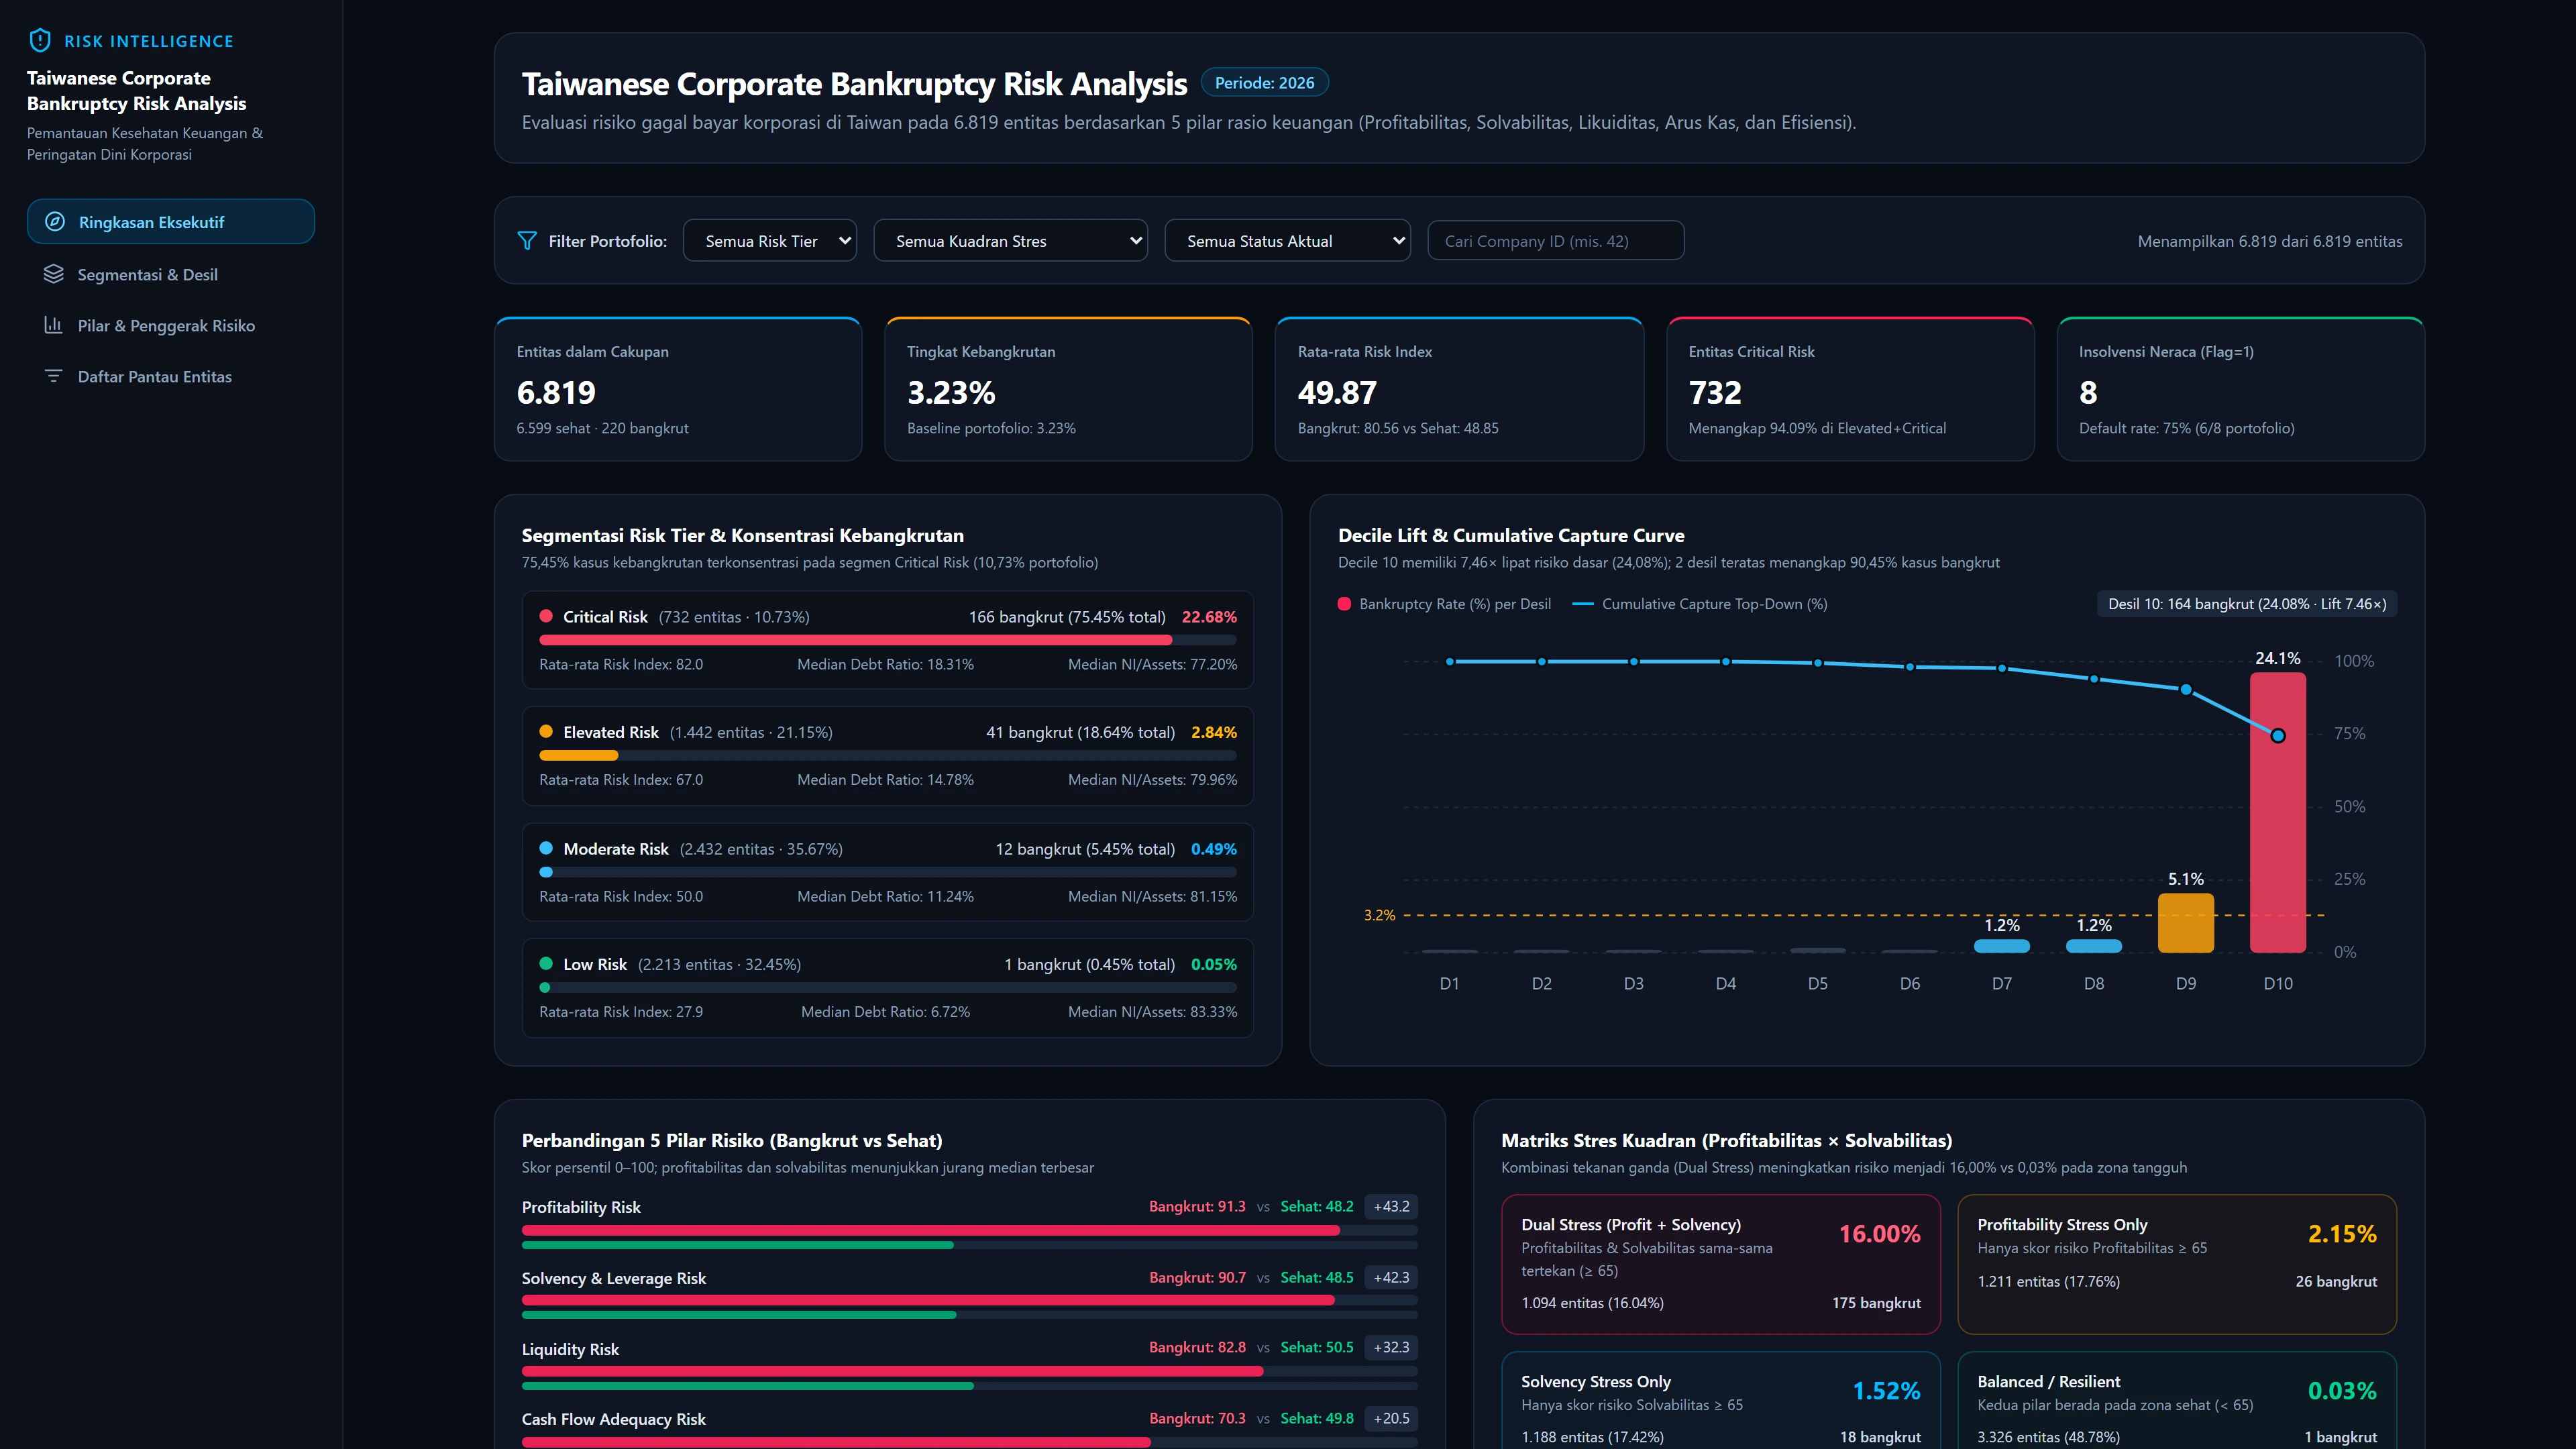 RISK INTELLIGENCE
Taiwanese Corporate
Bankruptcy Risk Analysis
Pemantauan Kesehatan Keuangan &
Peringatan Dini Korporasi
Ringkasan Eksekutif
Segmentasi & Desil
Pilar & Penggerak Risiko
Daftar Pantau Entitas
Taiwanese Corporate Bankruptcy Risk Analysis Periode: 2026
Evaluasi risiko gagal bayar korporasi di Taiwan pada 6.819 entitas berdasarkan 5 pilar rasio keuangan (Profitabilitas, Solvabilitas, Likuiditas, Arus Kas, dan Efisiensi).
Filter Portofolio: Semua Risk Tier Semua Kuadran Stres Semua Status Aktual Cari Company ID (mis. 42) Menampilkan 6.819 dari 6.819 entitas
Entitas dalam Cakupan
6.819
6.599 sehat · 220 bangkrut
Tingkat Kebangkrutan
3.23%
Baseline portofolio: 3.23%
Rata-rata Risk Index
49.87
Bangkrut: 80.56 vs Sehat: 48.85
Entitas Critical Risk
732
Menangkap 94.09% di Elevated+Critical
Insolvensi Neraca (Flag=1)
8
Default rate: 75% (6/8 portofolio)
Segmentasi Risk Tier & Konsentrasi Kebangkrutan
75,45% kasus kebangkrutan terkonsentrasi pada segmen Critical Risk (10,73% portofolio)
Critical Risk (732 entitas · 10.73%) 166 bangkrut (75.45% total) 22.68%
Rata-rata Risk Index: 82.0 Median Debt Ratio: 18.31% Median NI/Assets: 77.20%
Elevated Risk (1.442 entitas · 21.15%) 41 bangkrut (18.64% total) 2.84%
Rata-rata Risk Index: 67.0 Median Debt Ratio: 14.78% Median NI/Assets: 79.96%
Moderate Risk (2.432 entitas · 35.67%) 12 bangkrut (5.45% total) 0.49%
Rata-rata Risk Index: 50.0 Median Debt Ratio: 11.24% Median NI/Assets: 81.15%
Low Risk (2.213 entitas · 32.45%) 1 bangkrut (0.45% total) 0.05%
Rata-rata Risk Index: 27.9 Median Debt Ratio: 6.72% Median NI/Assets: 83.33%
Decile Lift & Cumulative Capture Curve
Decile 10 memiliki 7,46× lipat risiko dasar (24,08%); 2 desil teratas menangkap 90,45% kasus bangkrut
Bankruptcy Rate (%) per Desil Cumulative Capture Top-Down (%) Desil 10: 164 bangkrut (24.08% · Lift 7.46×)
24.1% 100%
75%
50%
5.1% 25%
3.2% 1.2% 1.2%
0%
D1 D2 D3 D4 D5 D6 D7 D8 D9 D10
Perbandingan 5 Pilar Risiko (Bangkrut vs Sehat)
Skor persentil 0–100; profitabilitas dan solvabilitas menunjukkan jurang median terbesar
Profitability Risk Bangkrut: 91.3 vs Sehat: 48.2 +43.2
Solvency & Leverage Risk Bangkrut: 90.7 vs Sehat: 48.5 +42.3
Liquidity Risk Bangkrut: 82.8 vs Sehat: 50.5 +32.3
Cash Flow Adequacy Risk Bangkrut: 70.3 vs Sehat: 49.8 +20.5
Matriks Stres Kuadran (Profitabilitas × Solvabilitas)
Kombinasi tekanan ganda (Dual Stress) meningkatkan risiko menjadi 16,00% vs 0,03% pada zona tangguh
Dual Stress (Profit + Solvency) 16.00%
Profitabilitas & Solvabilitas sama-sama
tertekan (≥ 65)
1.094 entitas (16.04%) 175 bangkrut
Profitability Stress Only 2.15%
Hanya skor risiko Profitabilitas ≥ 65
1.211 entitas (17.76%) 26 bangkrut
Solvency Stress Only 1.52%
Hanya skor risiko Solvabilitas ≥ 65
1.188 entitas (17.42%) 18 bangkrut
Balanced / Resilient 0.03%
Kedua pilar berada pada zona sehat (< 65)
3.326 entitas (48.78%) 1 bangkrut